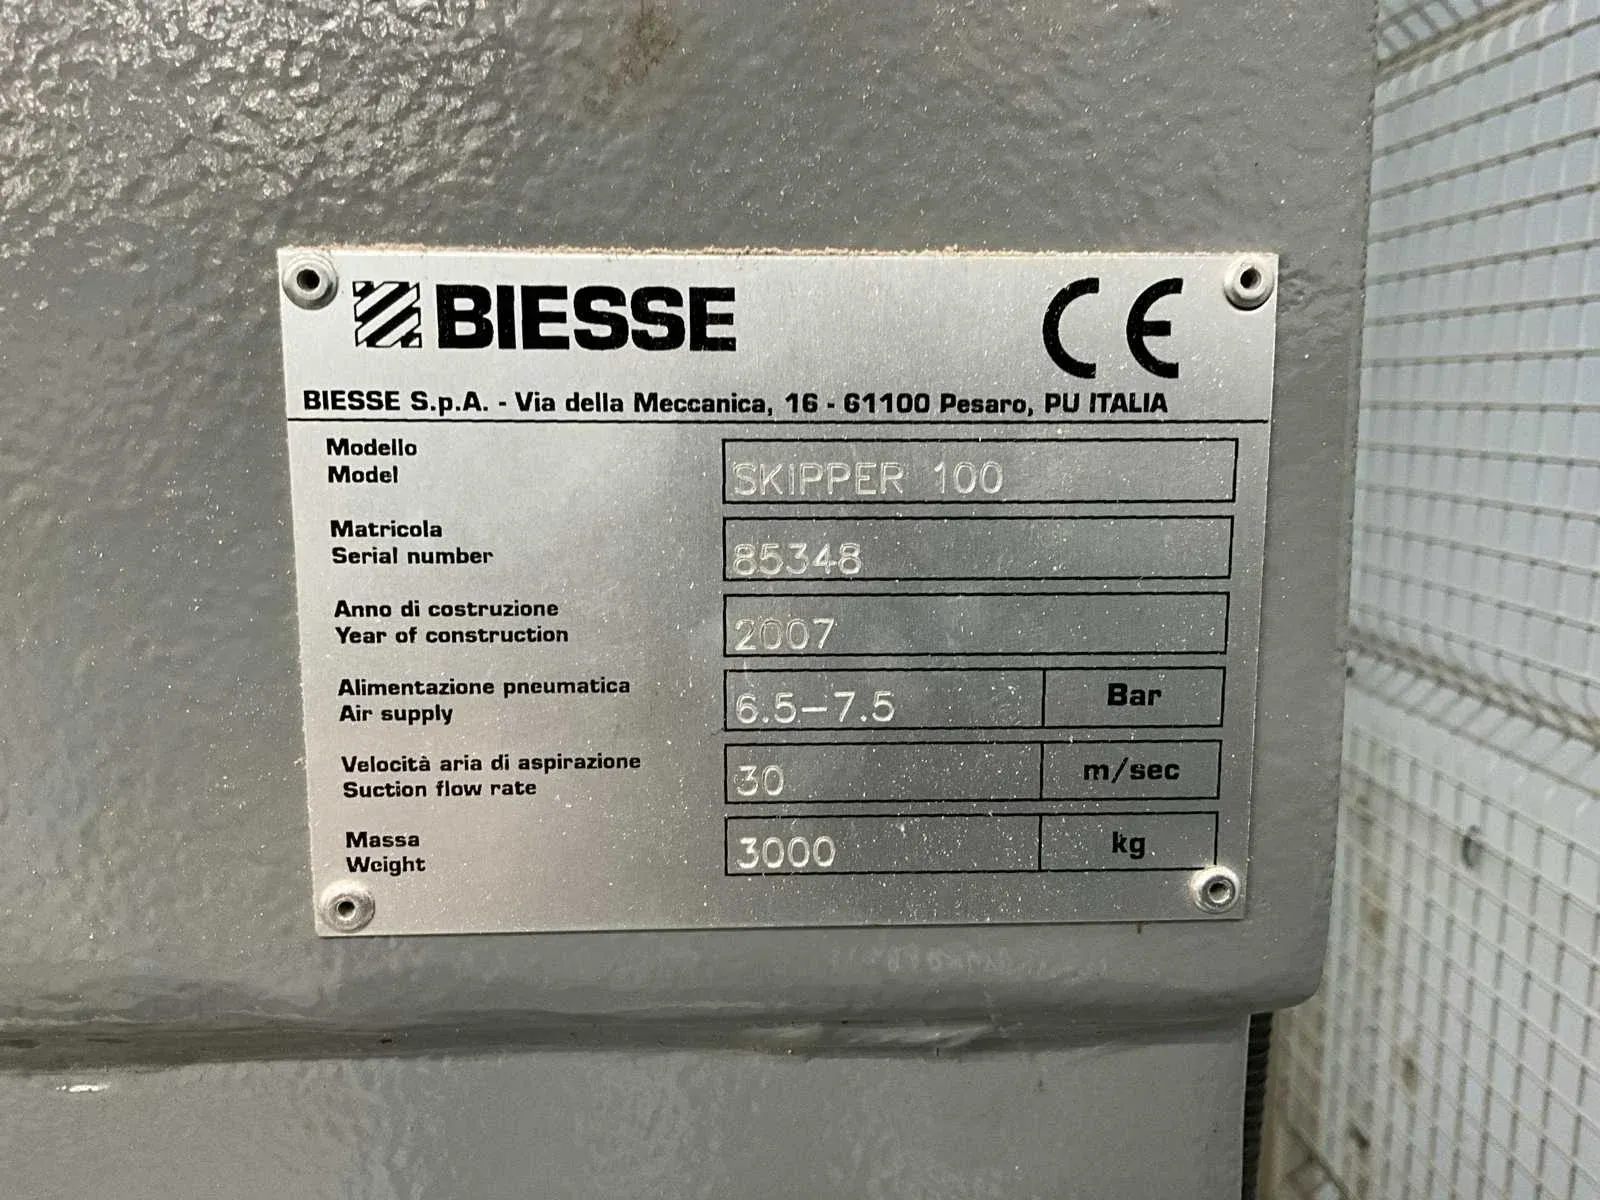 BIESSE
CE
BIESSE S.p.A. - Via della Meccanica, 16 - 61100 Pesaro, PU ITALIA
Modello
Model
SKIPPER 100
Matricola
Serial number
85348
Anno di costruzione
Year of construction
2007
Alimentazione pneumatica
Air supply
6.5-7.5 Bar
Velocità aria di aspirazione
Suction flow rate
30 m/sec
Massa
Weight
3000 kg